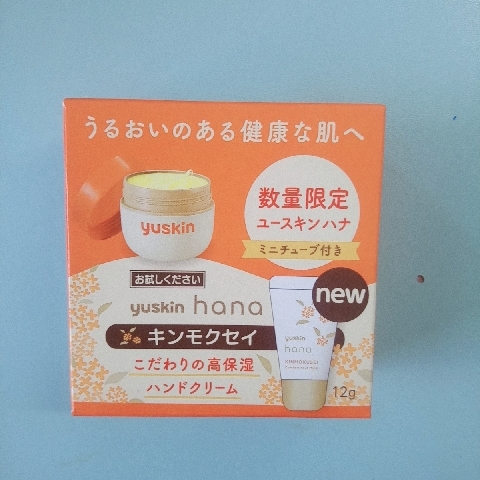 うるおいのある健康な肌へ
yuskin
数量限定
ユースキン ハナ
ミニチューブ付き
お試しください
yuskin hana
キンモクセイ
こだわりの高保湿
ハンドクリーム
new
yuskin
hana
12g